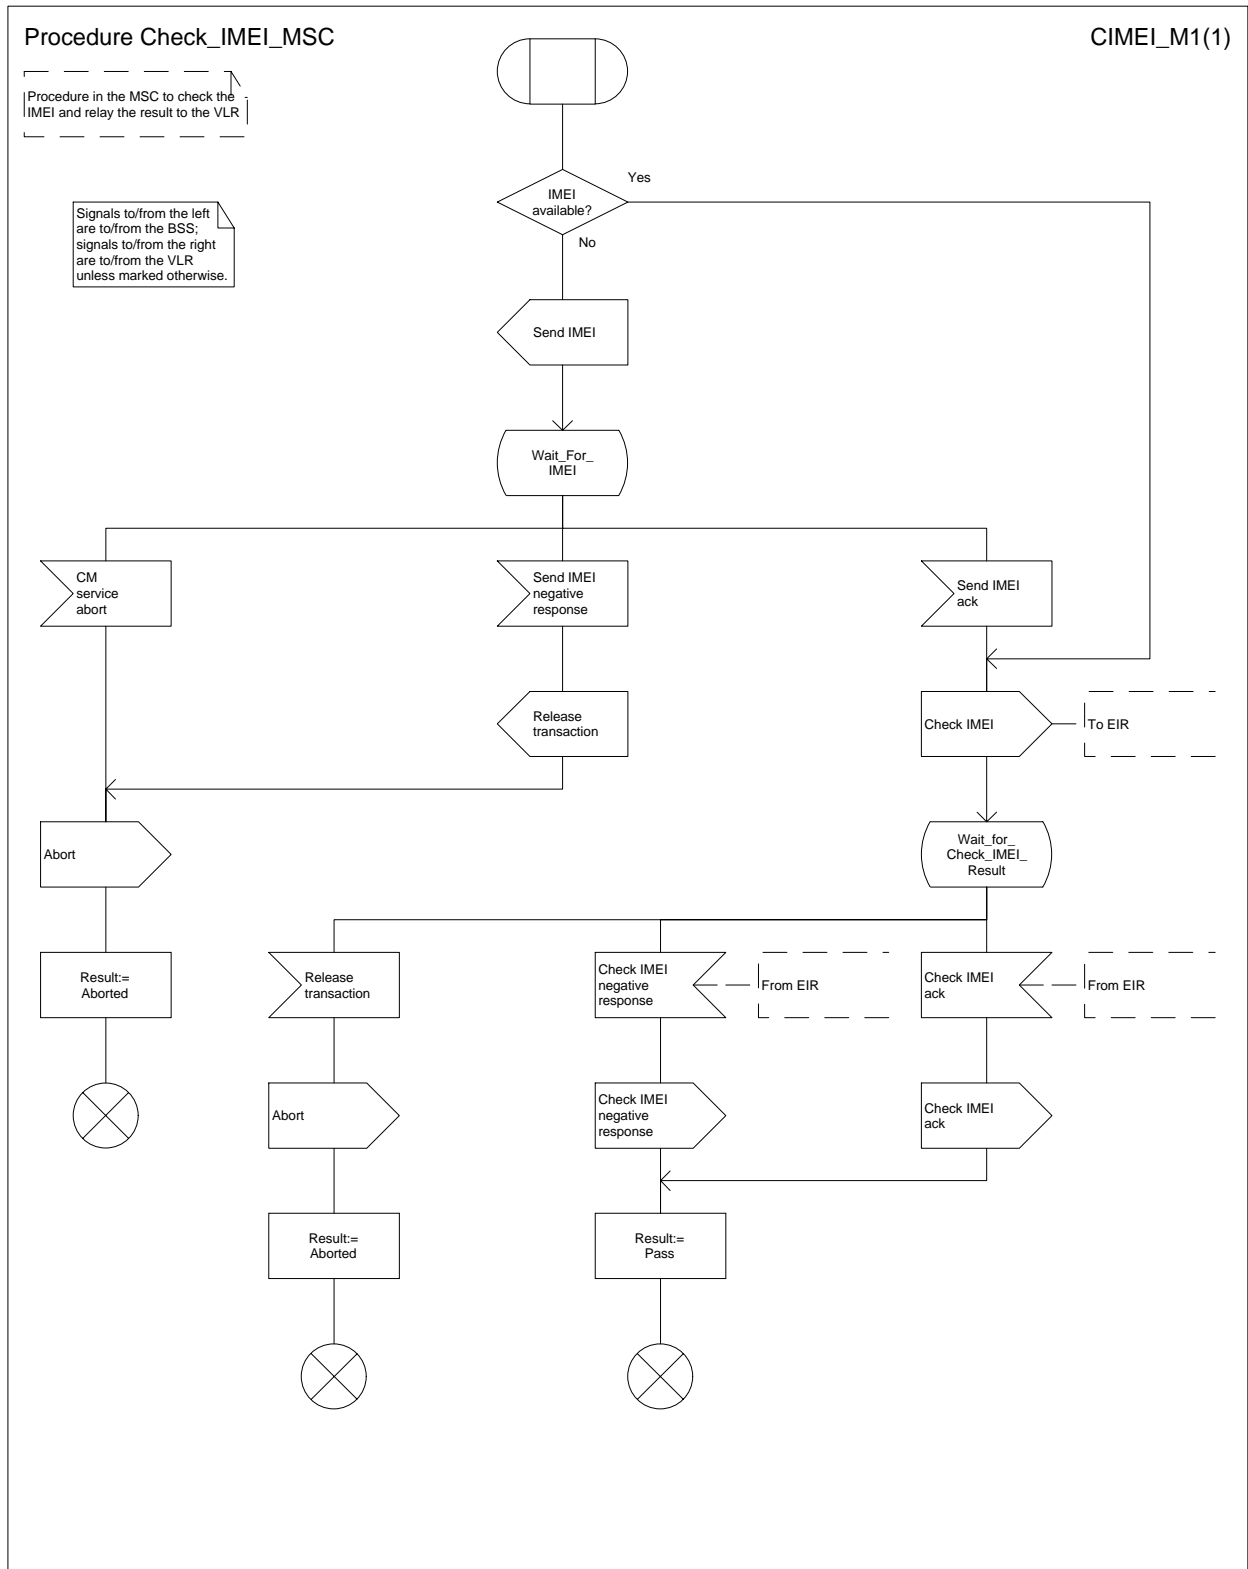 Procedure Check_IMEI_MSC
CIMEI_M1(1)
Procedure in the MSC to check the
IMEI and relay the result to the VLR
Signals to/from the left
are to/from the BSS;
signals to/from the right
are to/from the VLR
unless marked otherwise.
IMEI
available?
Yes
No
Send IMEI
Wait_For_
IMEI
CM
service
abort
Send IMEI
negative
response
Send IMEI
ack
Release
transaction
Check IMEI
To EIR
Abort
Wait_for_
Check_IMEI_
Result
Result:=
Aborted
Release
transaction
Check IMEI
negative
response
From EIR
Check IMEI
ack
From EIR
Abort
Check IMEI
negative
response
Check IMEI
ack
Result:=
Aborted
Result:=
Pass